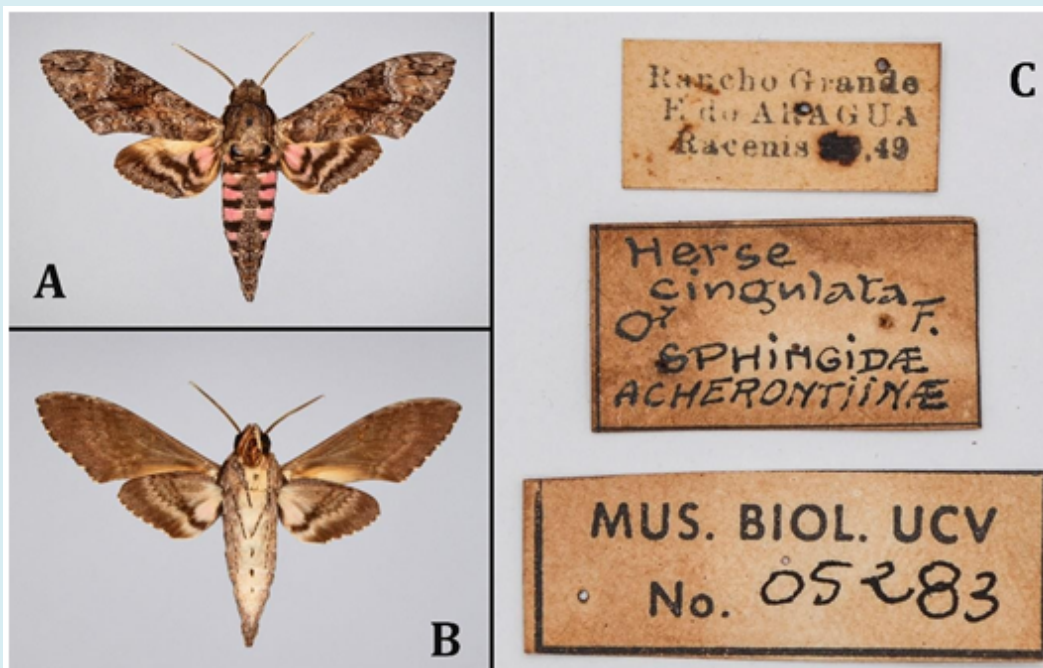 A
B
C
Rancho Grande
E do ARAGUA
Racenis .49
Herse
cingulata
♂ F.
SPHiNGiDÆ
ACHERONTiiNÆ
MUS. BIOL. UCV
No. 05283